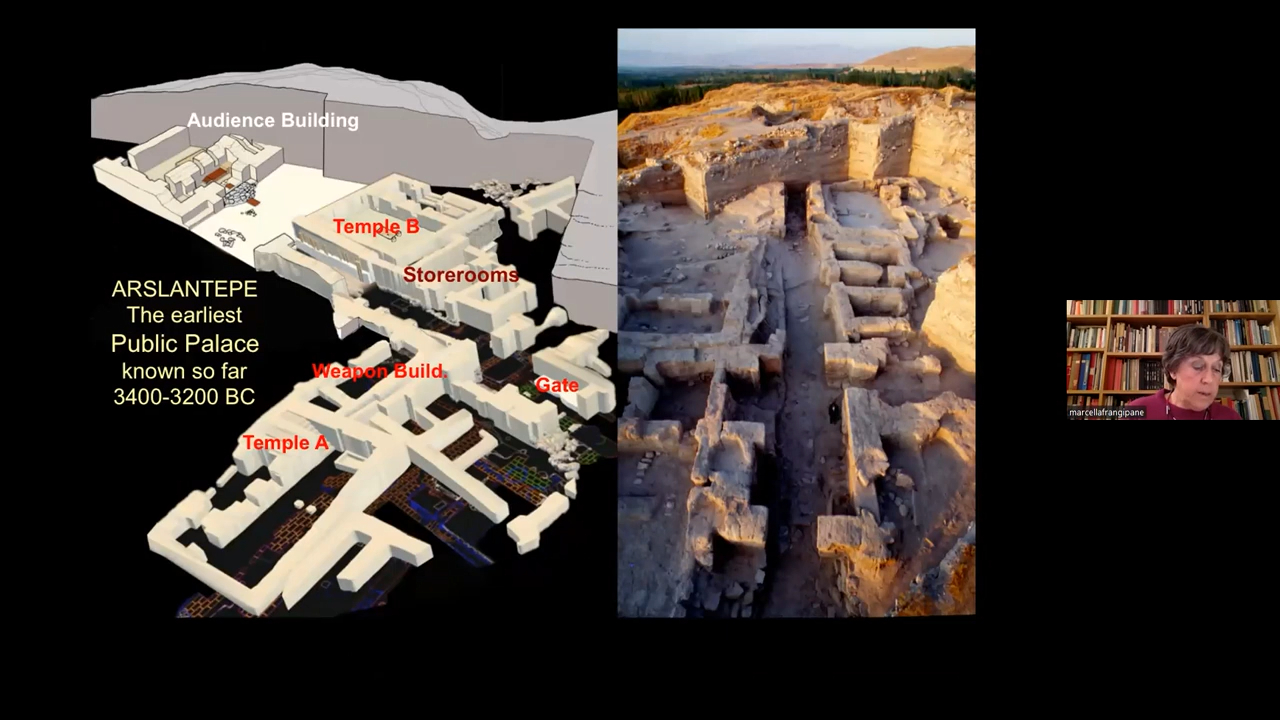 Audience Building
Temple B
Storerooms
ARSLANTEPE
The earliest
Public Palace
known so far
3400-3200 BC
Weapon Build.
Gate
Temple A
marcellafrangipane